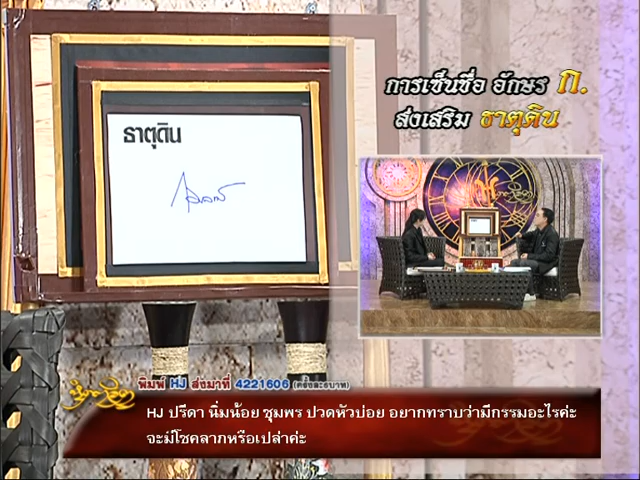 การเซ็นชื่อ อักษร ก.
ส่งเสริม ธาตุดิน
ธาตุดิน
พิมพ์ HJ ส่งมาที่ 4221606 (ครั้งละ6บาท)
HJ ปรีดา นิ่มน้อย ชุมพร ปวดหัวบ่อย อยากทราบว่ามีกรรมอะไรค่ะ
จะมีโชคลาภหรือเปล่าค่ะ